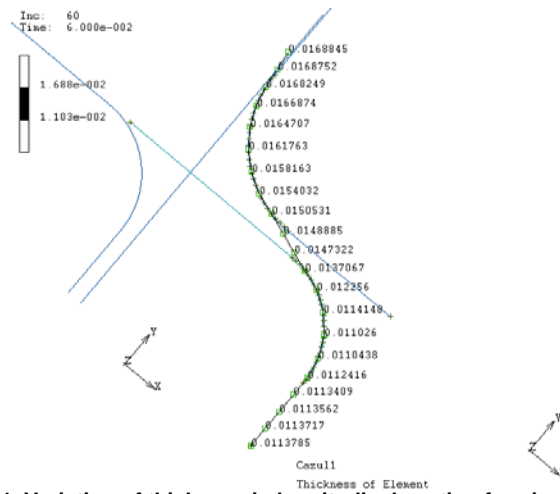 Inc: 60
Time: 6.000e-002
1.688e-002
1.103e-002
0.0168845
0.0168752
0.0168249
0.0166874
0.0164707
0.0161763
0.0158163
0.0154032
0.0150531
0.0148885
0.0147322
0.0137067
0.012256
0.0114148
0.011026
0.0110438
0.0112416
0.0113409
0.0113562
0.0113717
0.0113785
Y
Z
X
Y
Z
Cazul1
Thickness of Element